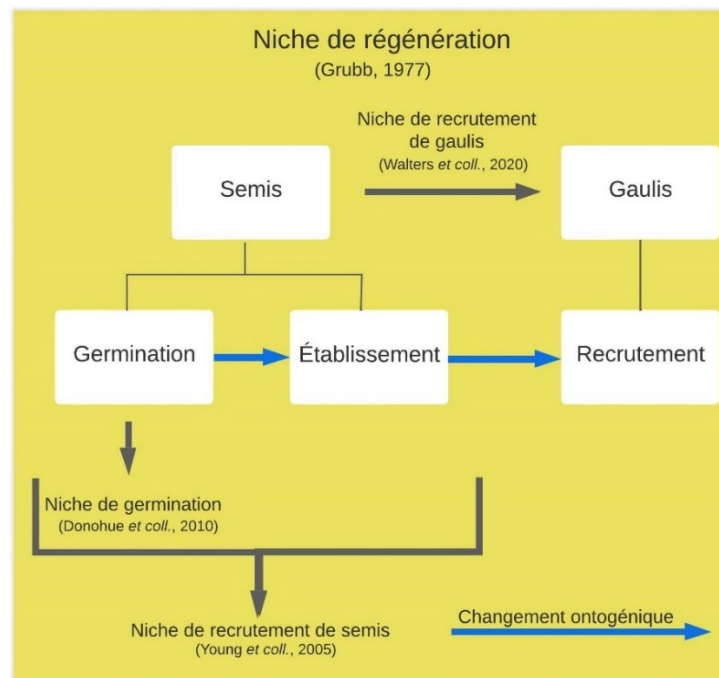 Niche de régénération
(Grubb, 1977)
Niche de recrutement
de gaulis
(Walters et coll., 2020)
Semis
Gaulis
Germination
Établissement
Recrutement
Niche de germination
(Donohue et coll., 2010)
Niche de recrutement de semis
(Young et coll., 2005)
Changement ontogénique